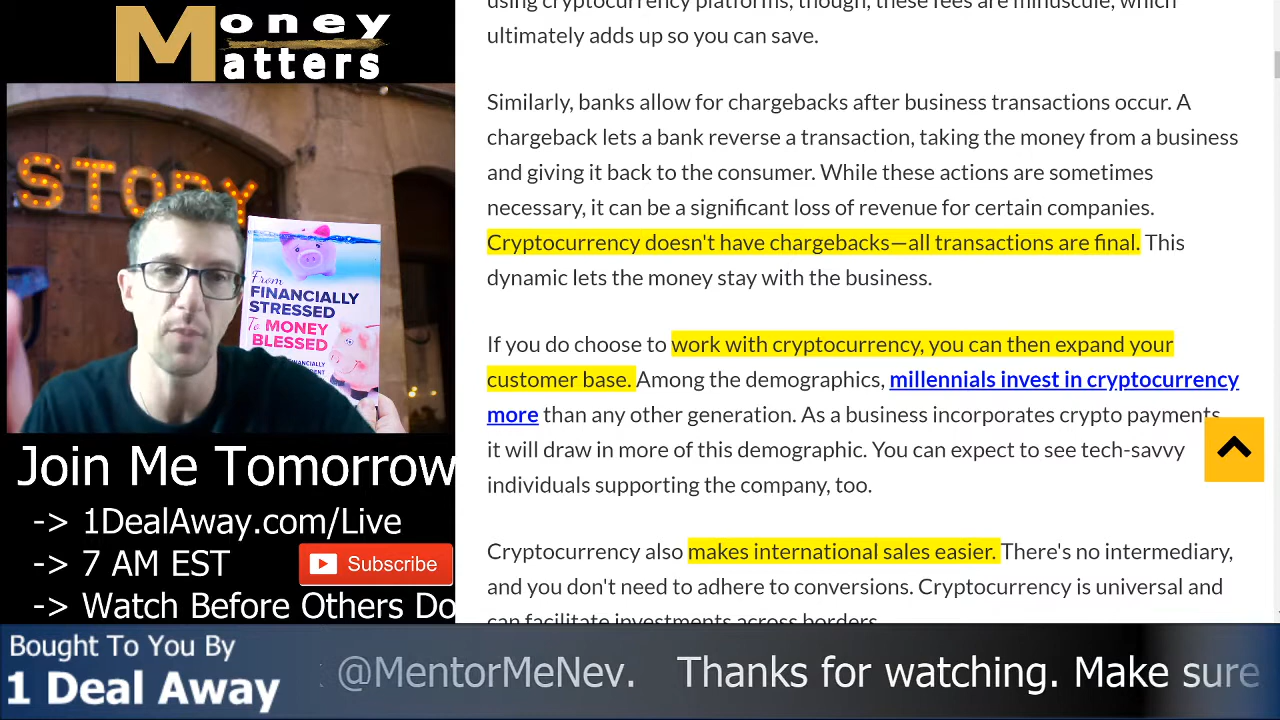 Money
Matters
STORY
From
FINANCIALLY
STRESSED
To MONEY
BLESSED
Join Me Tomorrow
-> 1DealAway.com/Live
-> 7 AM EST
Subscribe
-> Watch Before Others Do
using cryptocurrency platforms, though, these fees are minuscule, which
ultimately adds up so you can save.
Similarly, banks allow for chargebacks after business transactions occur. A
chargeback lets a bank reverse a transaction, taking the money from a business
and giving it back to the consumer. While these actions are sometimes
necessary, it can be a significant loss of revenue for certain companies.
Cryptocurrency doesn't have chargebacks—all transactions are final. This
dynamic lets the money stay with the business.
If you do choose to work with cryptocurrency, you can then expand your
customer base. Among the demographics, millennials invest in cryptocurrency
more than any other generation. As a business incorporates crypto payments
it will draw in more of this demographic. You can expect to see tech-savvy
individuals supporting the company, too.
Cryptocurrency also makes international sales easier. There's no intermediary,
and you don't need to adhere to conversions. Cryptocurrency is universal and
can facilitate investments across borders.
Bought To You By
1 Deal Away
@MentorMeNev. Thanks for watching. Make sure